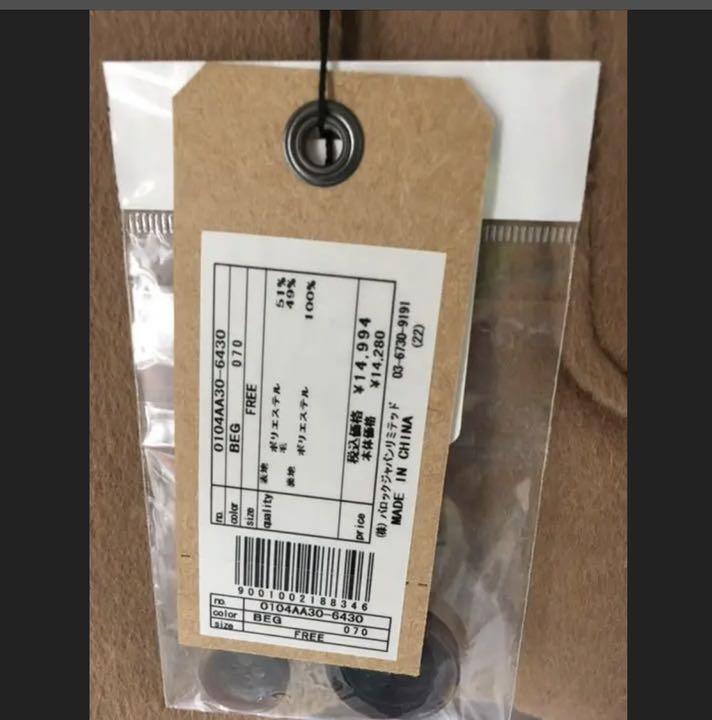 no. 0104AA30-6430
color BEG 070
size FREE
quality 表地 ポリエステル 51%
毛 49%
裏地 ポリエステル 100%
price 税込価格 ¥14,994
本体価格 ¥14,280
(株)バロックジャパンリミテッド 03-6730-9191
MADE IN CHINA (22)
9001002188346
no. 0104AA30-6430
color BEG 070
size FREE